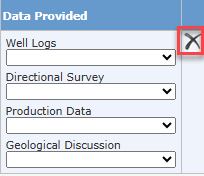 Data Provided
Well Logs
Directional Survey
Production Data
Geological Discussion